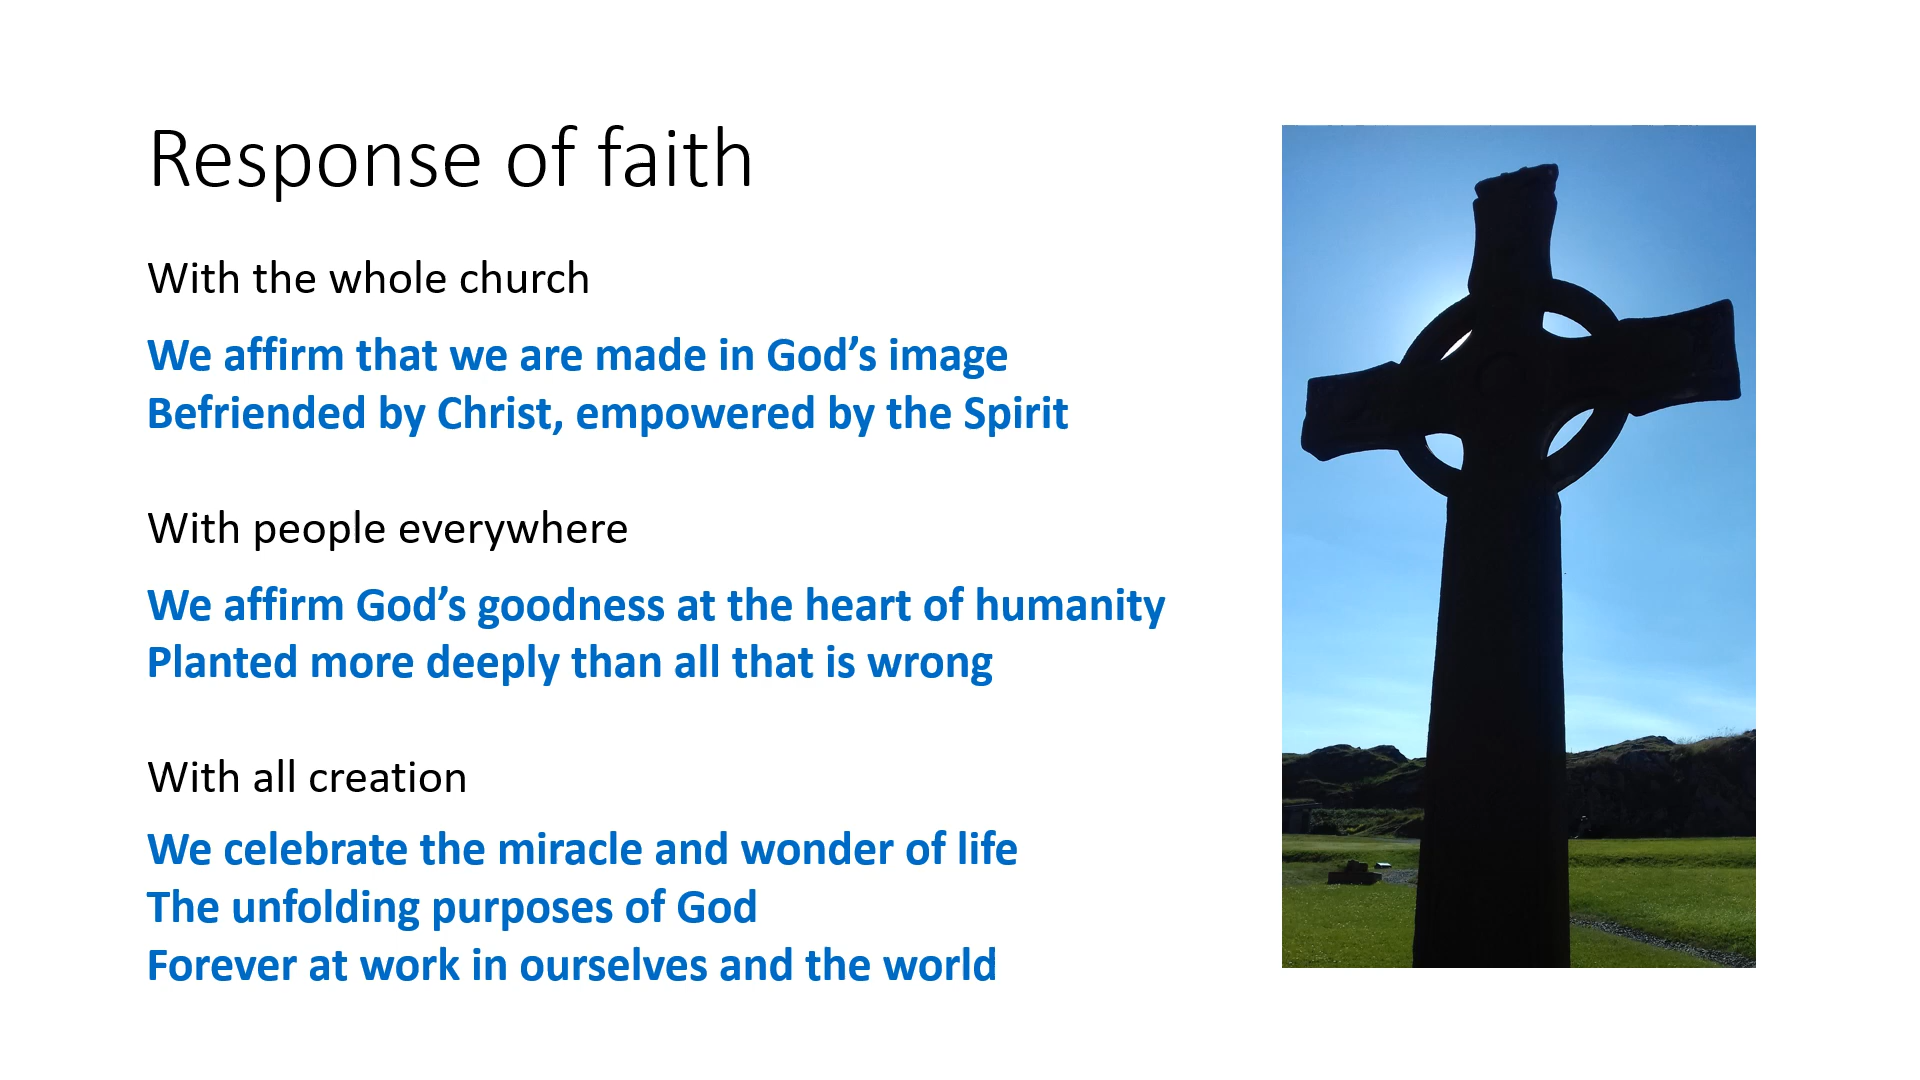 Response of faith
With the whole church
We affirm that we are made in God’s image
Befriended by Christ, empowered by the Spirit
With people everywhere
We affirm God’s goodness at the heart of humanity
Planted more deeply than all that is wrong
With all creation
We celebrate the miracle and wonder of life
The unfolding purposes of God
Forever at work in ourselves and the world